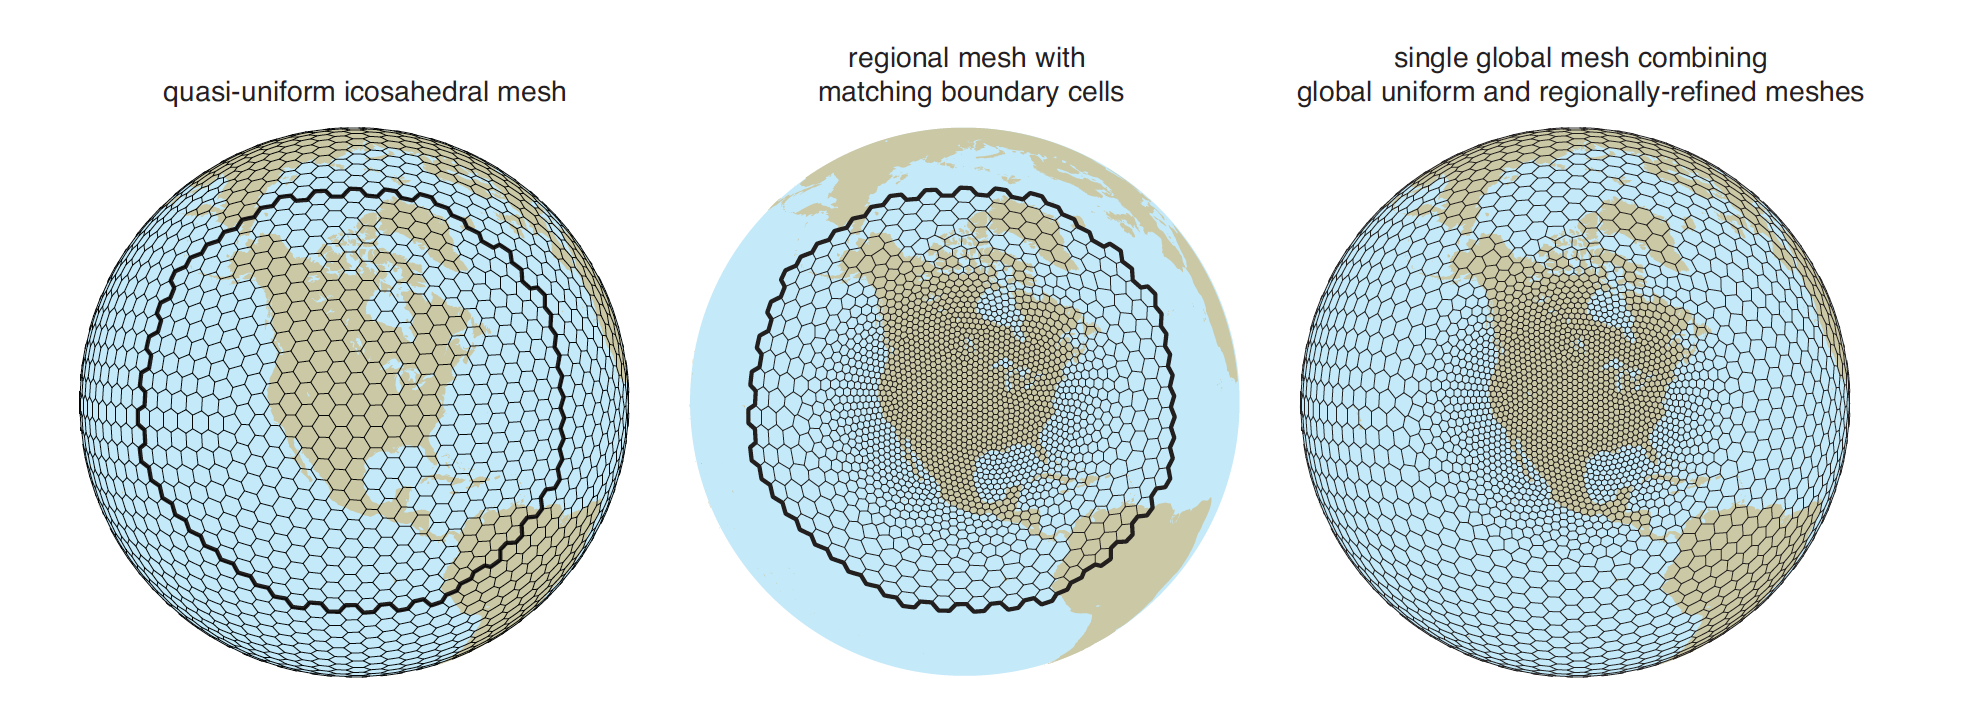 quasi-uniform icosahedral mesh
regional mesh with
matching boundary cells
single global mesh combining
global uniform and regionally-refined meshes